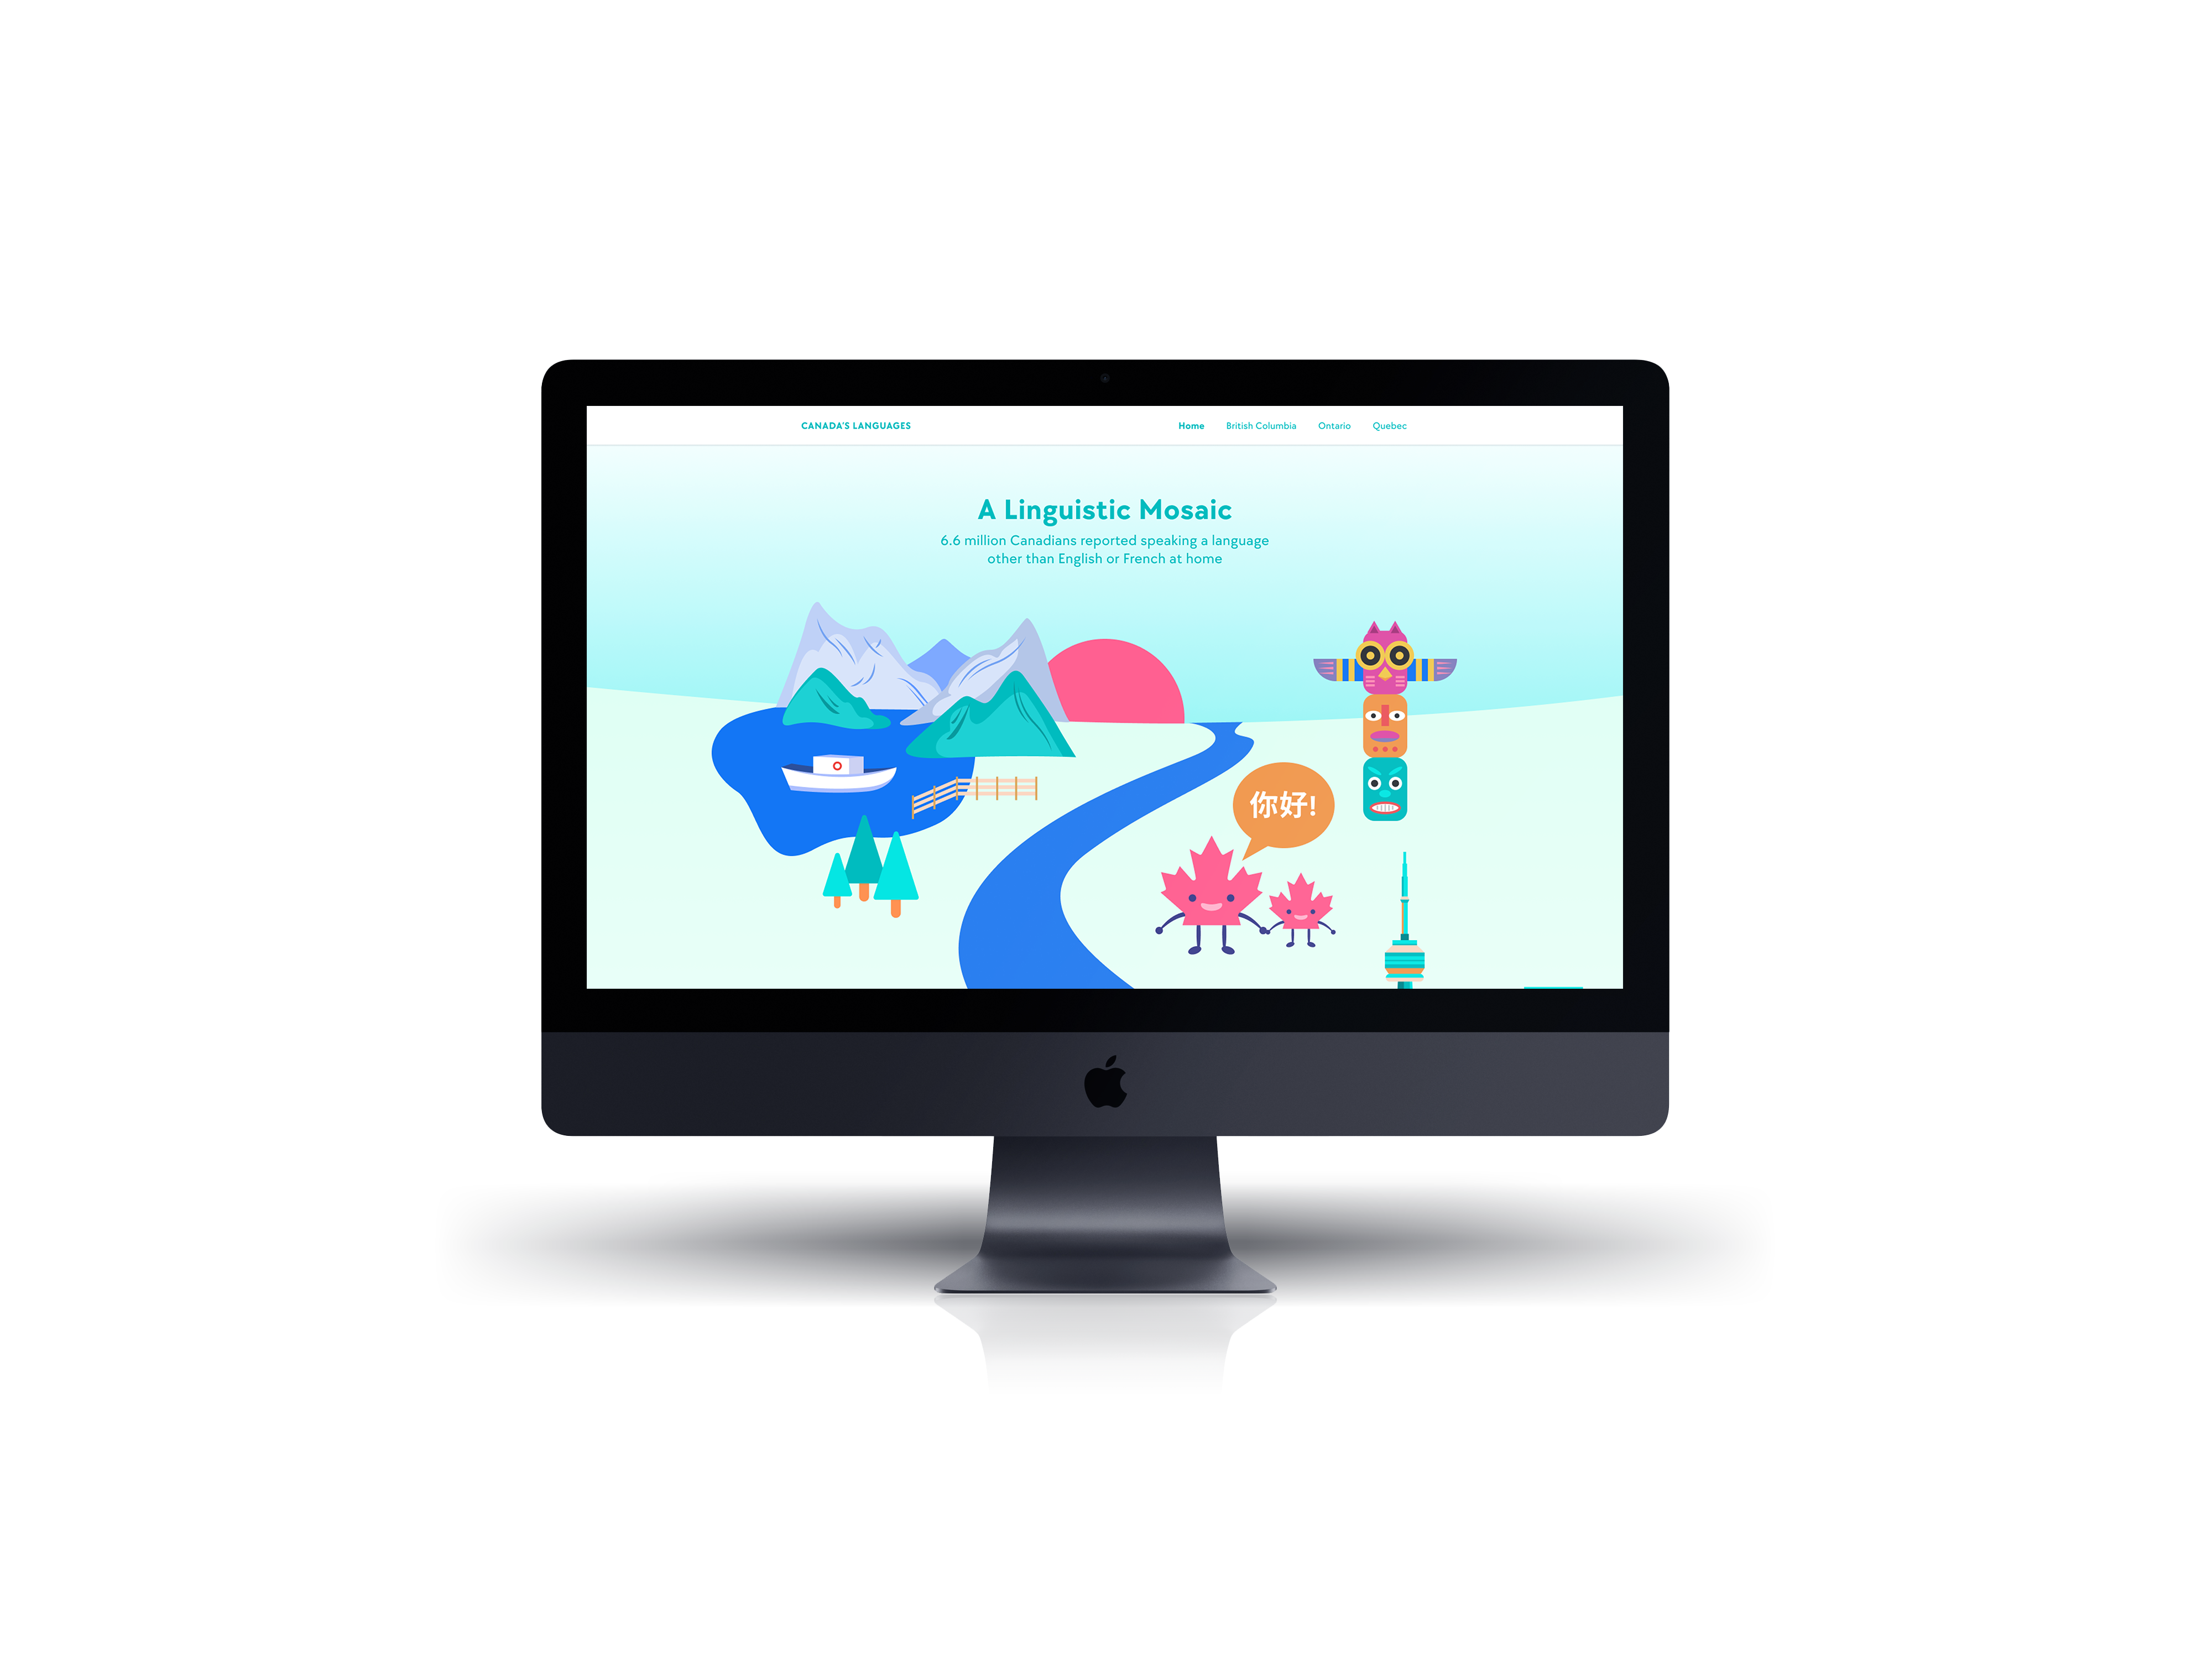 CANADA'S LANGUAGES
Home British Columbia Ontario Quebec
A Linguistic Mosaic
6.6 million Canadians reported speaking a language
other than English or French at home
你好!